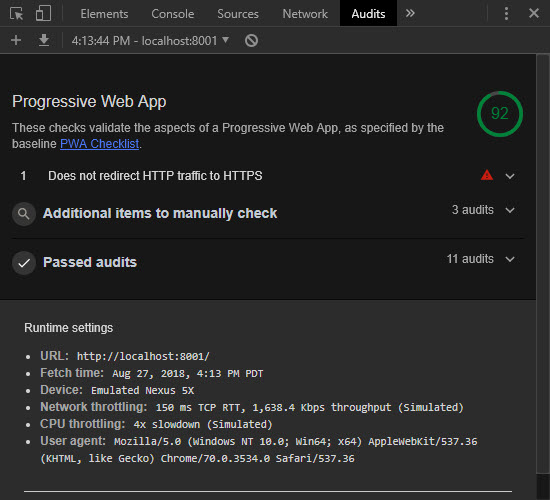 Elements Console Sources Network Audits »
4:13:44 PM - localhost:8001
Progressive Web App
92
These checks validate the aspects of a Progressive Web App, as specified by the
baseline PWA Checklist.
1 Does not redirect HTTP traffic to HTTPS
Additional items to manually check 3 audits
Passed audits 11 audits
Runtime settings
• URL: http://localhost:8001/
• Fetch time: Aug 27, 2018, 4:13 PM PDT
• Device: Emulated Nexus 5X
• Network throttling: 150 ms TCP RTT, 1,638.4 Kbps throughput (Simulated)
• CPU throttling: 4x slowdown (Simulated)
• User agent: Mozilla/5.0 (Windows NT 10.0; Win64; x64) AppleWebKit/537.36
(KHTML, like Gecko) Chrome/70.0.3534.0 Safari/537.36